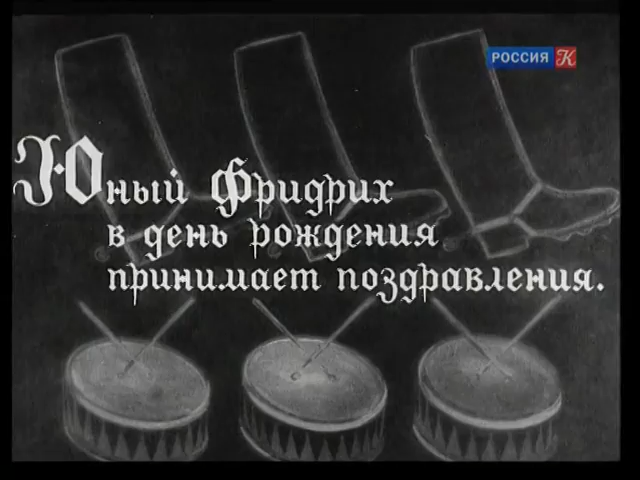 РОССИЯ К
Юный Фридрих
в день рождения
принимает поздравления.